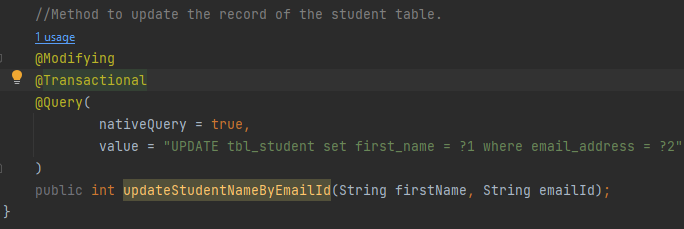 //Method to update the record of the student table.
1 usage
@Modifying
@Transactional
@Query(
nativeQuery = true,
value = "UPDATE tbl_student set first_name = ?1 where email_address = ?2"
)
public int updateStudentNameByEmailId(String firstName, String emailId);
}